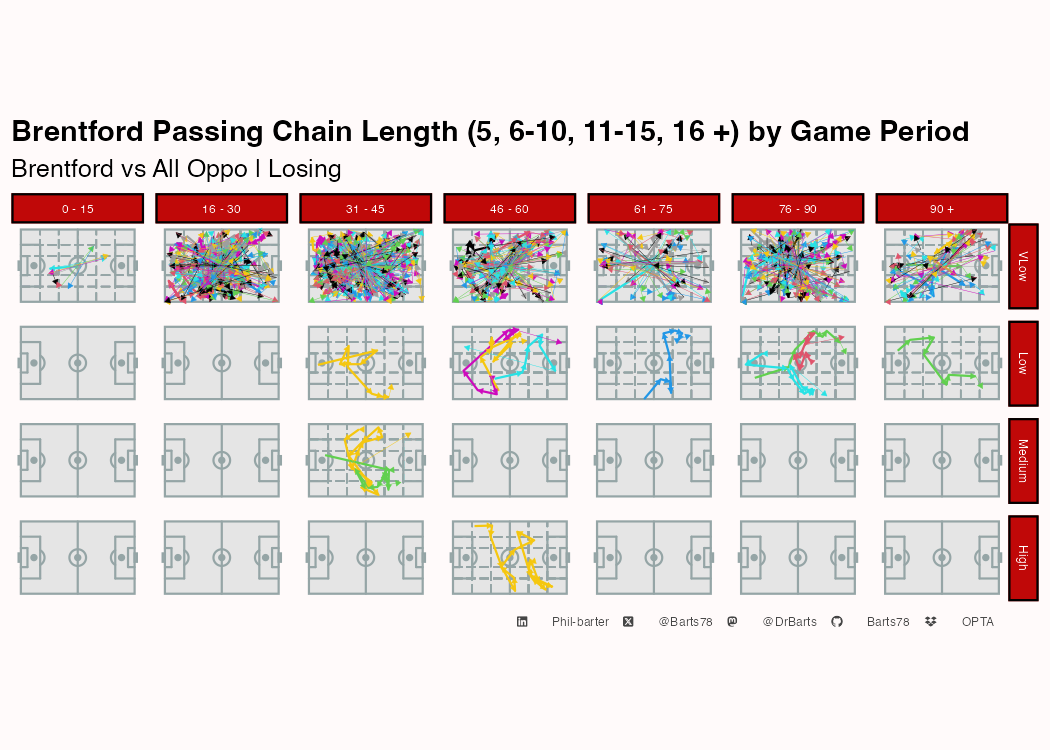 Brentford Passing Chain Length (5, 6-10, 11-15, 16 +) by Game Period
Brentford vs All Oppo | Losing
0 - 15 16 - 30 31 - 45 46 - 60 61 - 75 76 - 90 90 +
VLow
Low
Medium
High
Phil-barter @Barts78 @DrBarts Barts78 OPTA